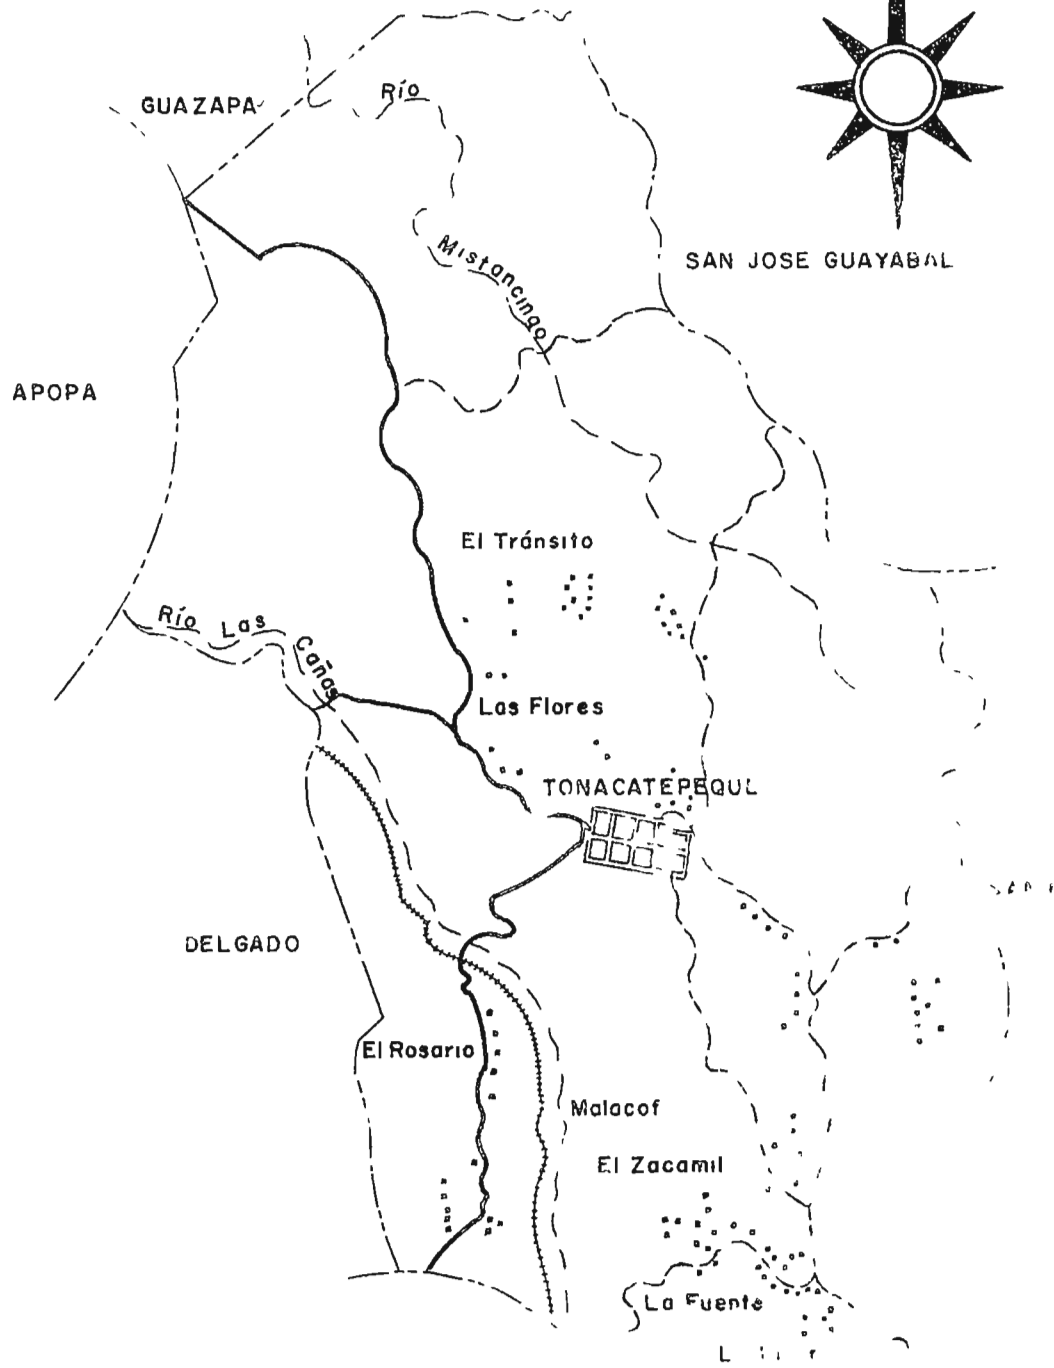 GUAZAPA
Río
Mistancingo
SAN JOSE GUAYABAL
APOPA
El Tránsito
Río Las Cañas
Las Flores
TONACATEPEQUE
DELGADO
El Rosario
Malacof
El Zacamil
La Fuente